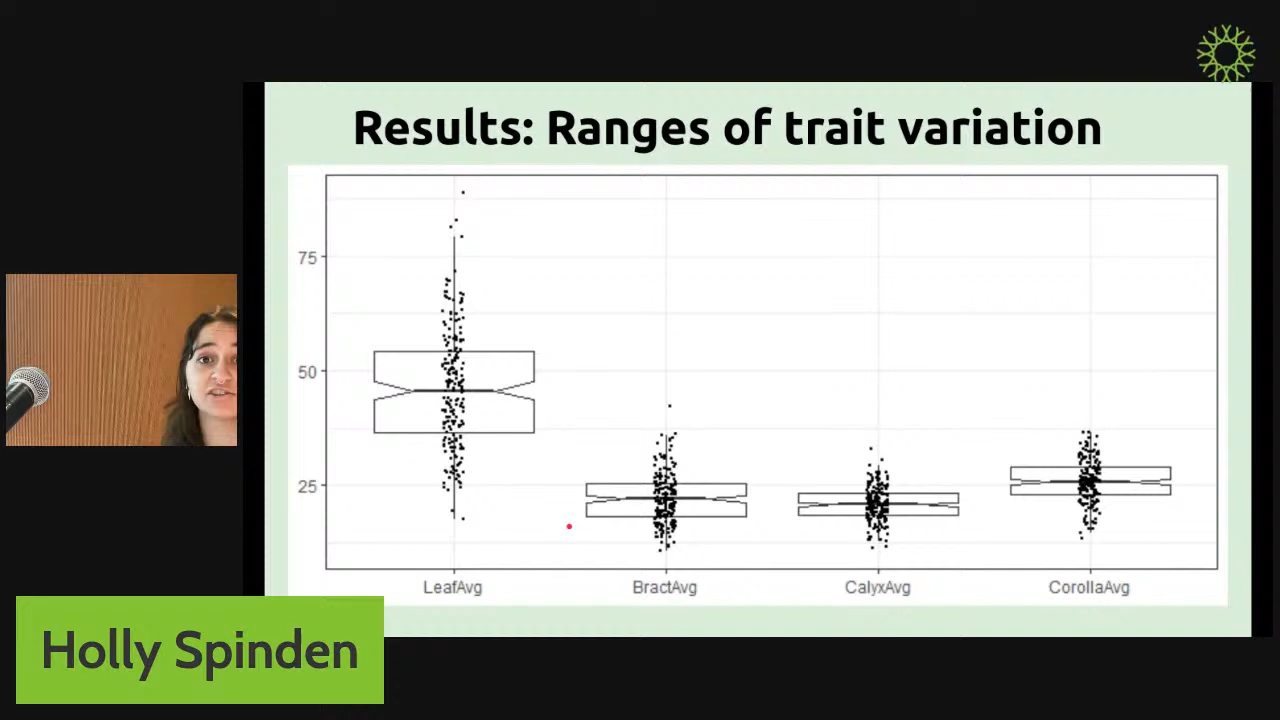 Results: Ranges of trait variation
75
50
25
LeafAvg BractAvg CalyxAvg CorollaAvg
Holly Spinden